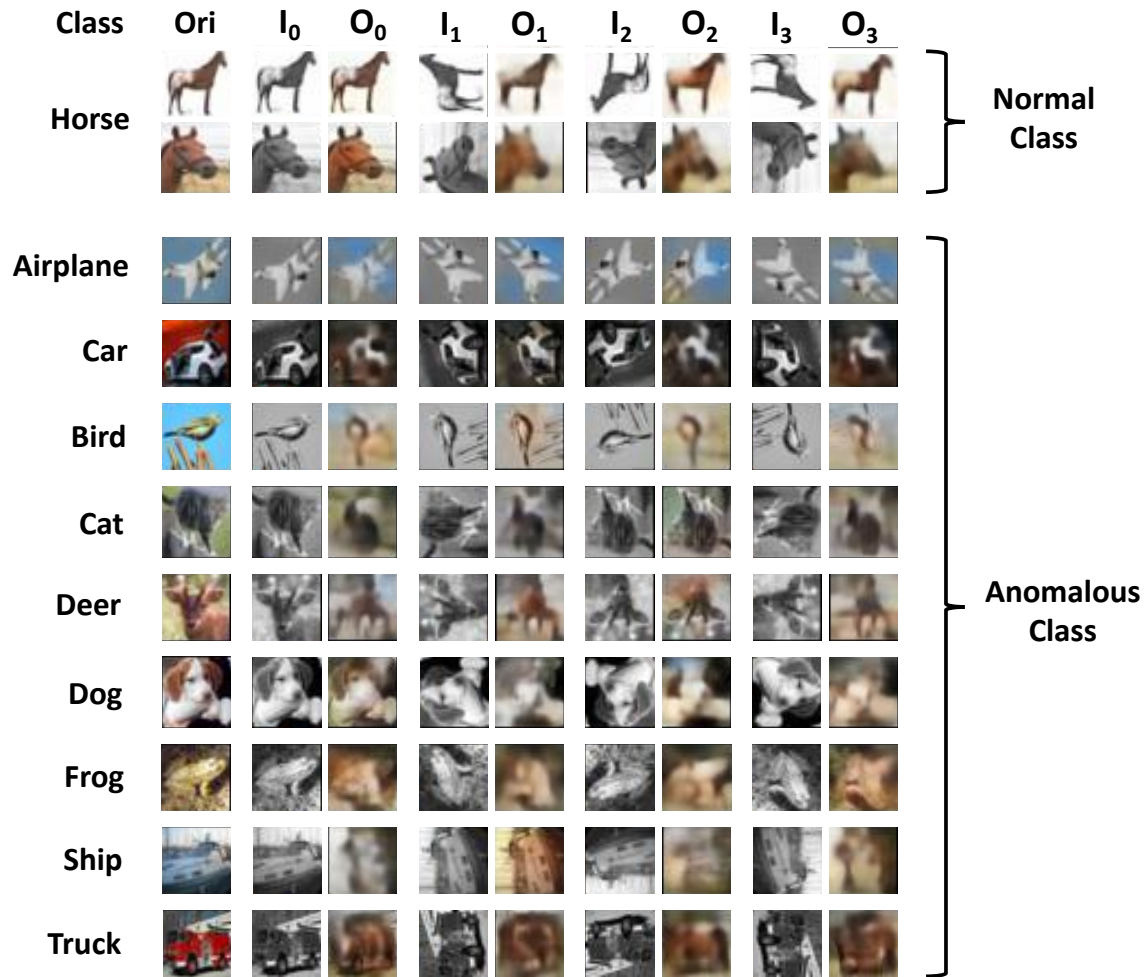 Class Ori I₀ O₀ I₁ O₁ I₂ O₂ I₃ O₃
Horse
Normal
Class
Airplane
Car
Bird
Cat
Deer
Anomalous
Class
Dog
Frog
Ship
Truck